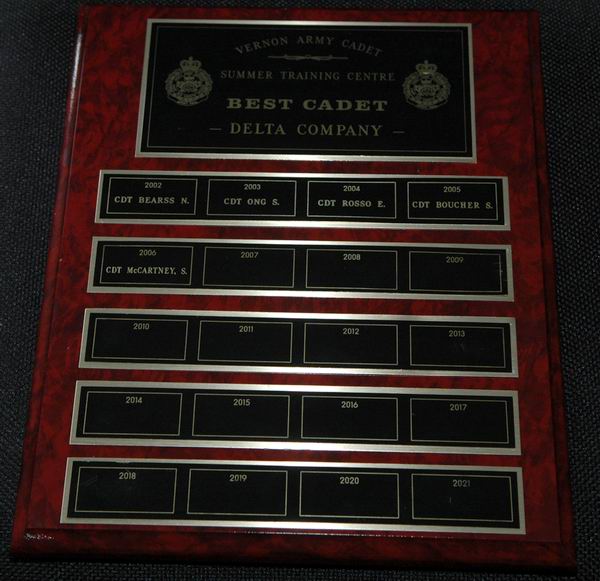 VERNON ARMY CADET
SUMMER TRAINING CENTRE
BEST CADET
— DELTA COMPANY —
2002 2003 2004 2005
CDT BEARSS N. CDT ONG S. CDT ROSSO E. CDT BOUCHER S.
2006 2007 2008 2009
CDT McCARTNEY, S.
2010 2011 2012 2013
2014 2015 2016 2017
2018 2019 2020 2021